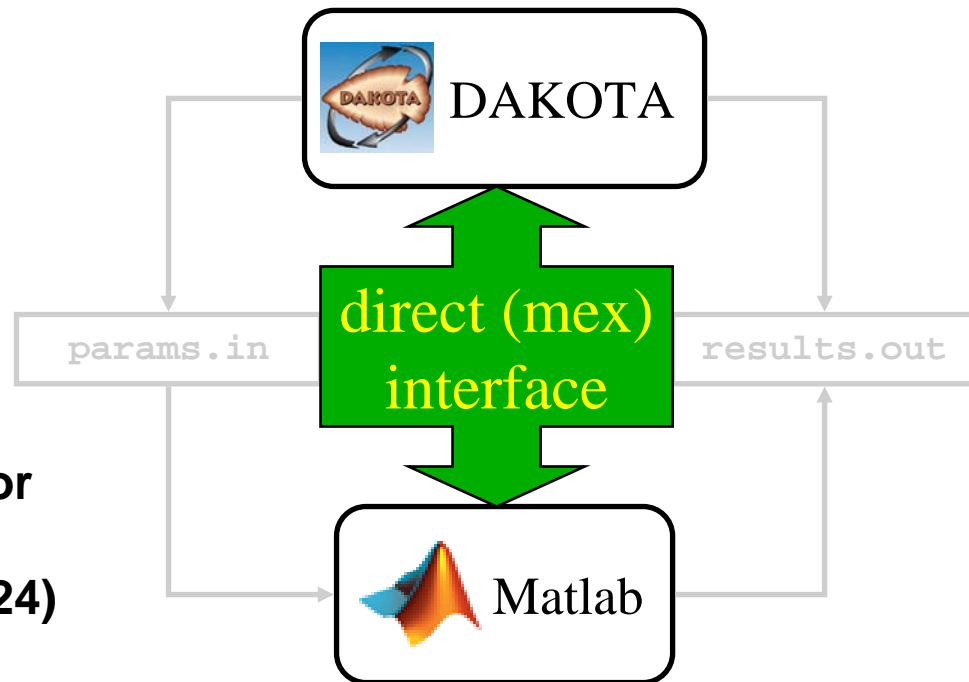 DAKOTA
DAKOTA
direct (mex)
interface
params.in
results.out
or
24)
Matlab